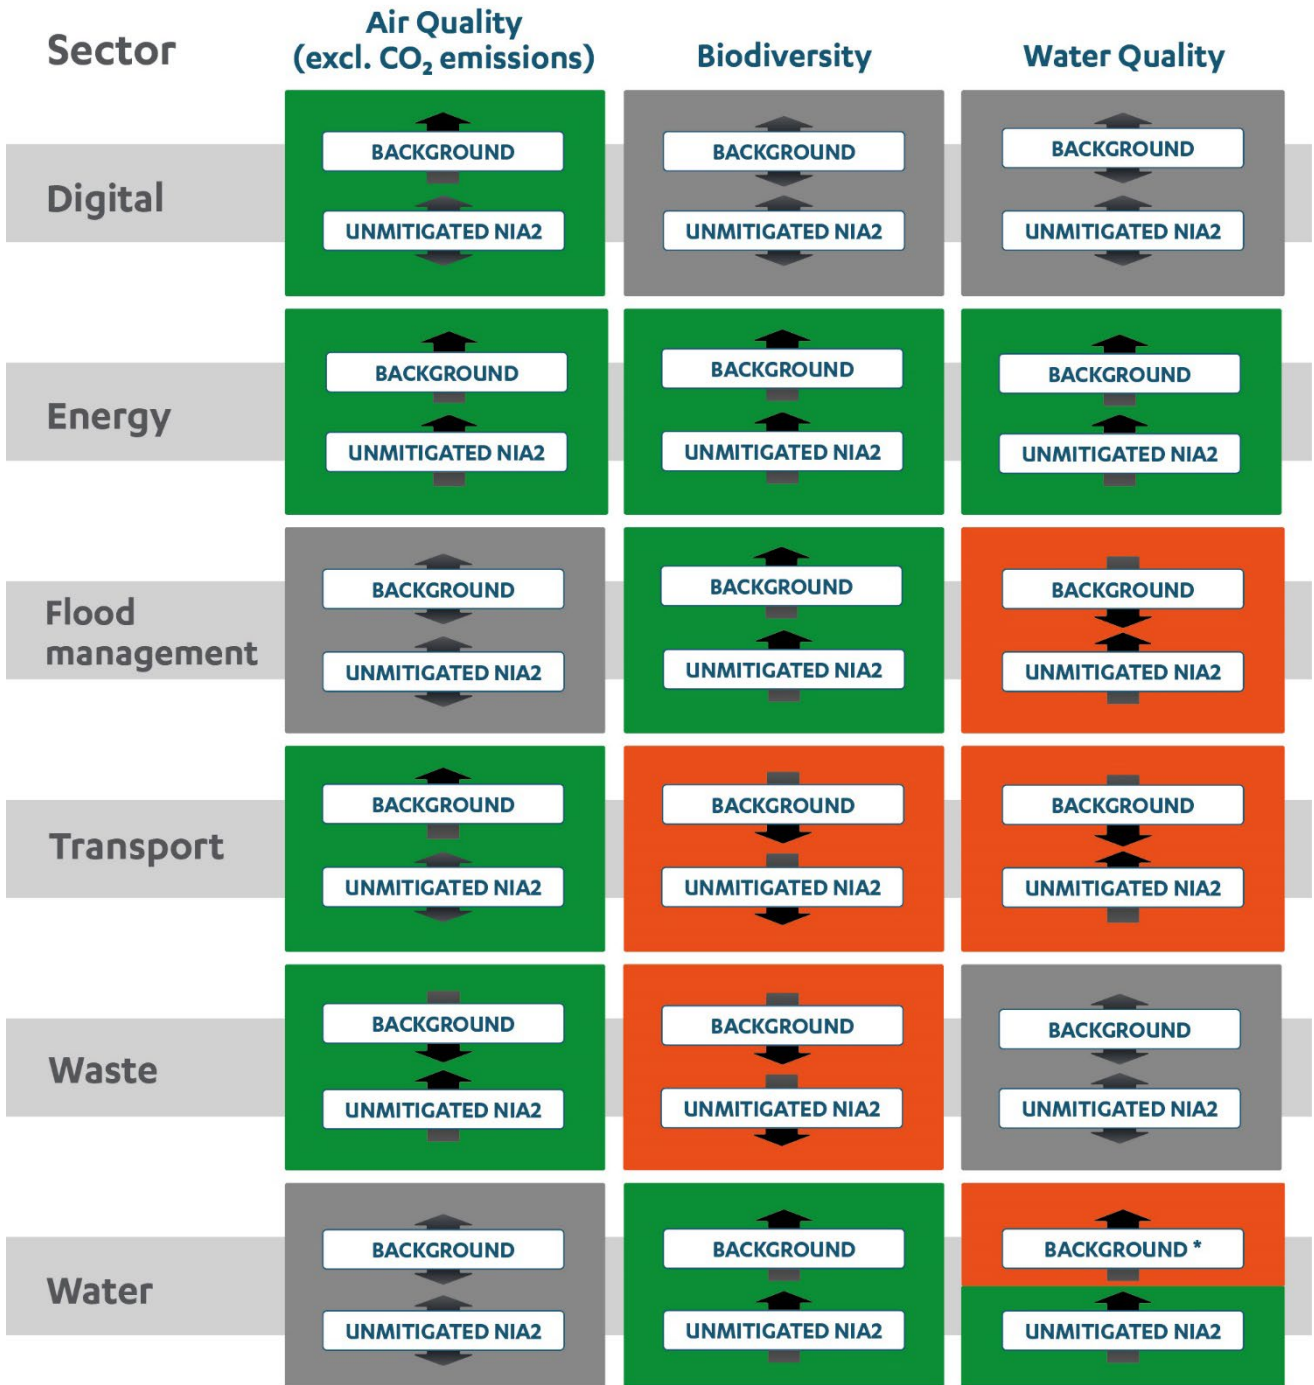 Sector
Air Quality
(excl. CO₂ emissions)
Biodiversity
Water Quality
Digital
BACKGROUND
UNMITIGATED NIA2
BACKGROUND
UNMITIGATED NIA2
BACKGROUND
UNMITIGATED NIA2
Energy
BACKGROUND
UNMITIGATED NIA2
BACKGROUND
UNMITIGATED NIA2
BACKGROUND
UNMITIGATED NIA2
Flood
management
BACKGROUND
UNMITIGATED NIA2
BACKGROUND
UNMITIGATED NIA2
BACKGROUND
UNMITIGATED NIA2
Transport
BACKGROUND
UNMITIGATED NIA2
BACKGROUND
UNMITIGATED NIA2
BACKGROUND
UNMITIGATED NIA2
Waste
BACKGROUND
UNMITIGATED NIA2
BACKGROUND
UNMITIGATED NIA2
BACKGROUND
UNMITIGATED NIA2
Water
BACKGROUND
UNMITIGATED NIA2
BACKGROUND
UNMITIGATED NIA2
BACKGROUND *
UNMITIGATED NIA2